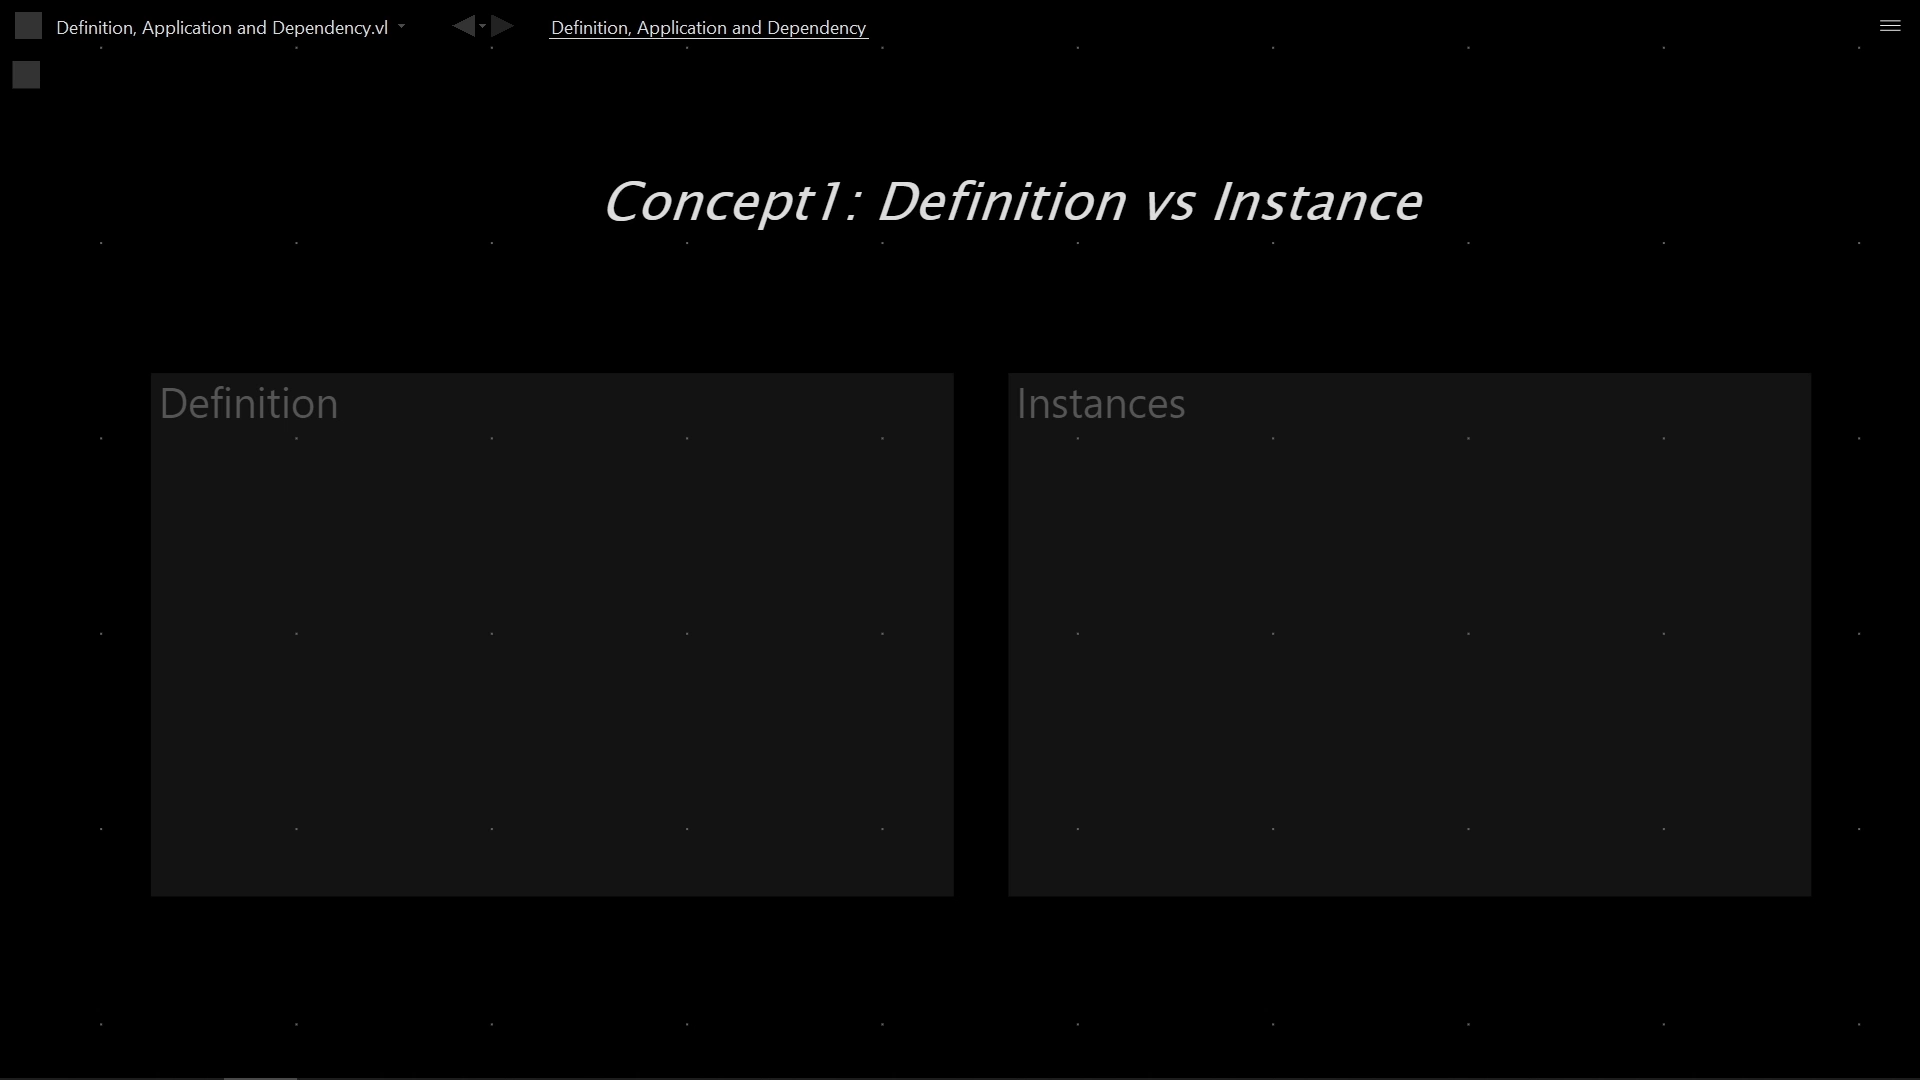 Definition, Application and Dependency.vl
Definition, Application and Dependency
Concept1: Definition vs Instance
Definition
Instances